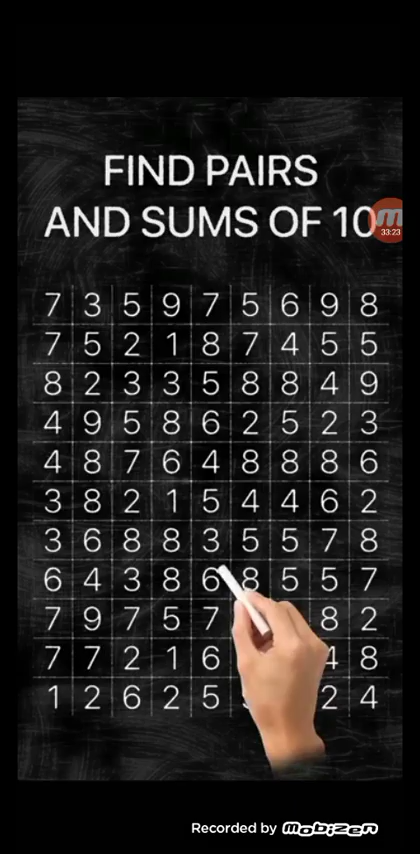 FIND PAIRS
AND SUMS OF 10
33:23
7 3 5 9 7 5 6 9 8
7 5 2 1 8 7 4 5 5
8 2 3 3 5 8 8 4 9
4 9 5 8 6 2 5 2 3
4 8 7 6 4 8 8 8 6
3 8 2 1 5 4 4 6 2
3 6 8 8 3 5 5 7 8
6 4 3 8 6 8 5 5 7
7 9 7 5 7 8 2
7 7 2 1 6 4 8
1 2 6 2 5 2 4
Recorded by mobizen